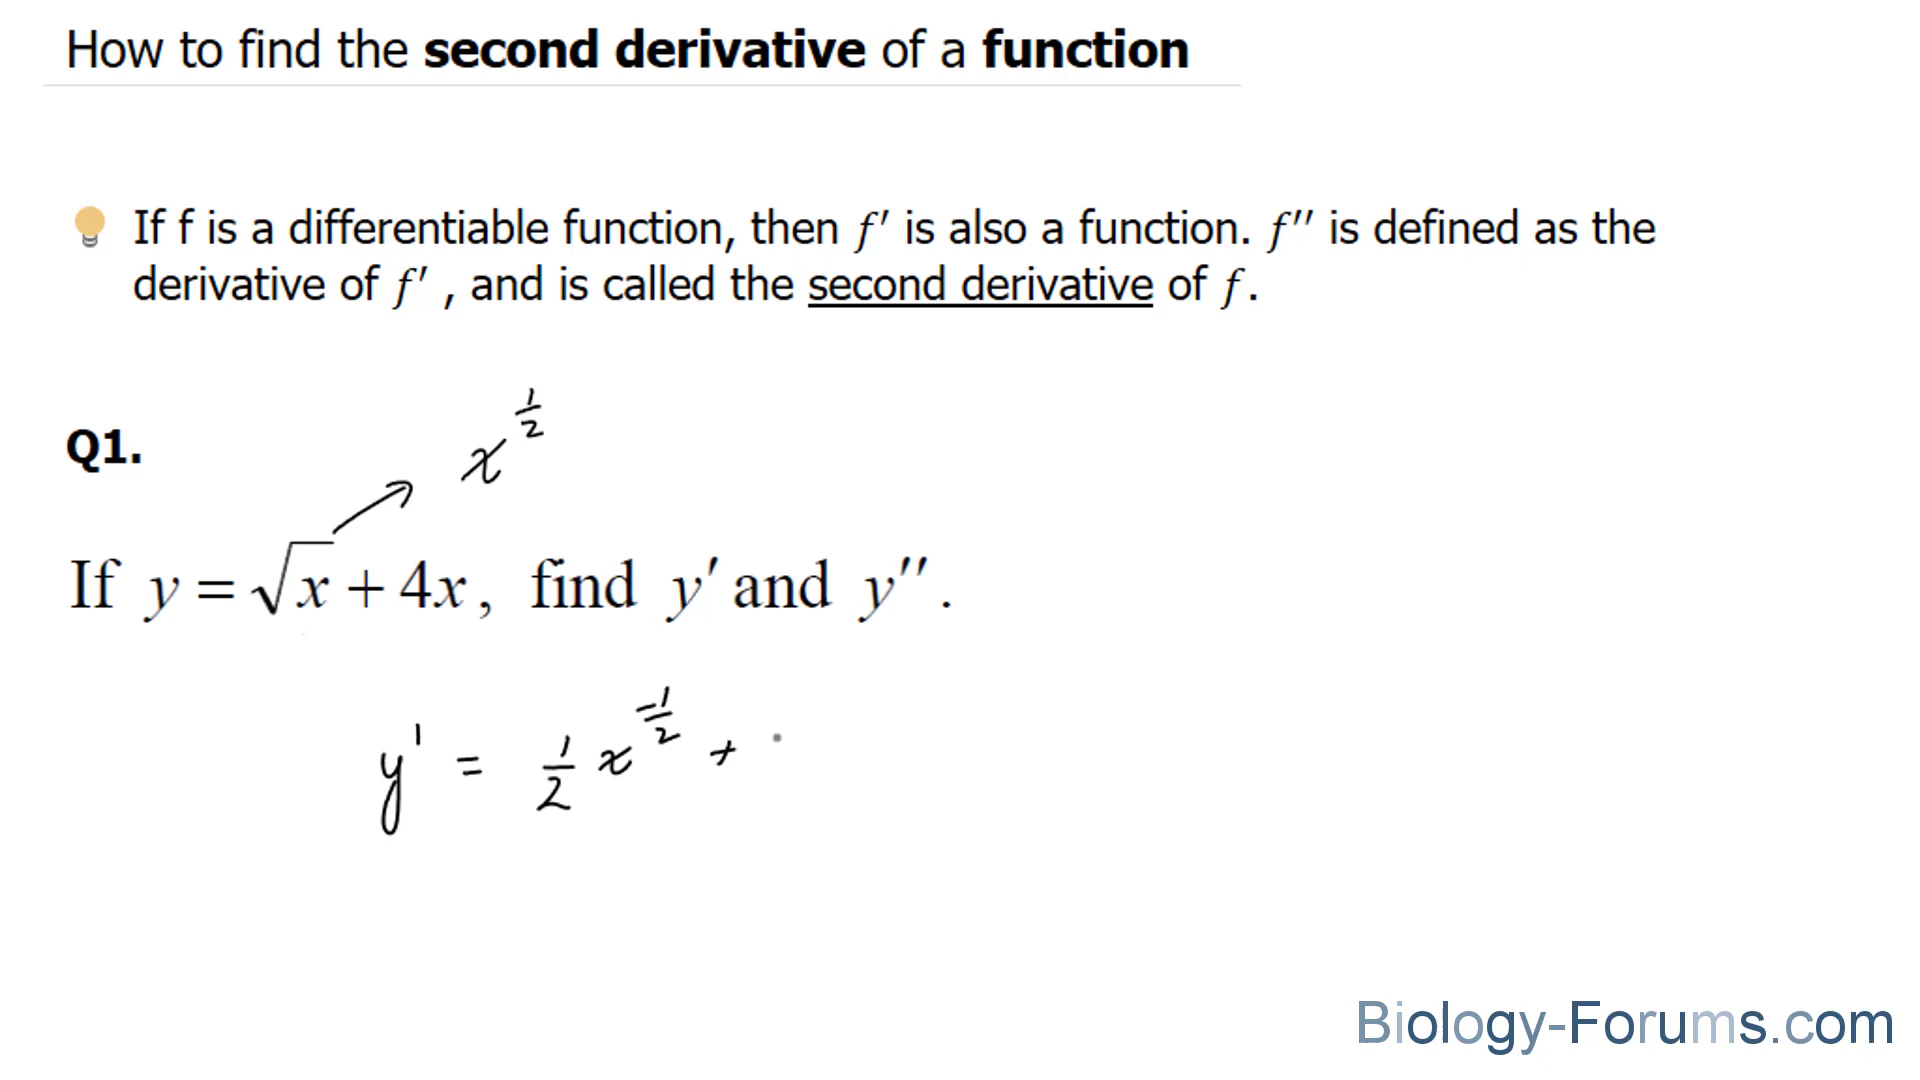 How to find the second derivative of a function
If f is a differentiable function, then f′ is also a function. f′′ is defined as the
derivative of f′ , and is called the second derivative of f.
Q1.
x^(1/2)
If y = √x + 4x, find y′ and y′′.
y' = 1/2 x^(-1/2) +
Biology-Forums.com